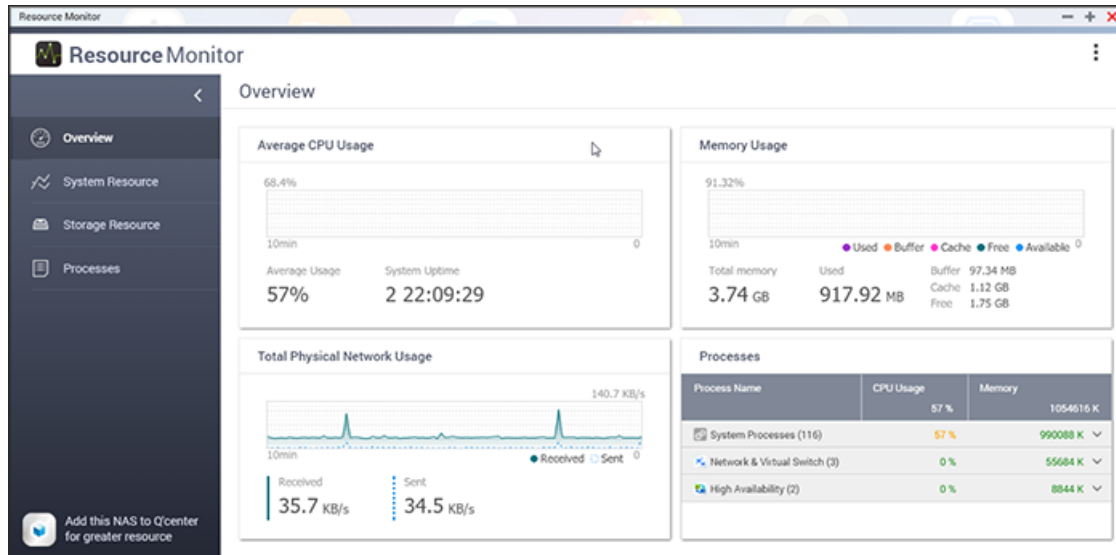 Resource Monitor
Resource Monitor
Overview
Overview
System Resource
Storage Resource
Processes
Add this NAS to Q'center
for greater resource
Average CPU Usage
68.4%
10min 0
Average Usage System Uptime
57% 2 22:09:29
Memory Usage
91.32%
10min Used Buffer Cache Free Available 0
Total memory Used Buffer 97.34 MB
3.74 GB 917.92 MB Cache 1.12 GB
Free 1.75 GB
Total Physical Network Usage
140.7 KB/s
10min Received Sent 0
Received Sent
35.7 KB/s 34.5 KB/s
Processes
Process Name CPU Usage Memory
57 % 1054616 K
System Processes (116) 57 % 990088 K
Network & Virtual Switch (3) 0 % 55684 K
High Availability (2) 0 % 8844 K